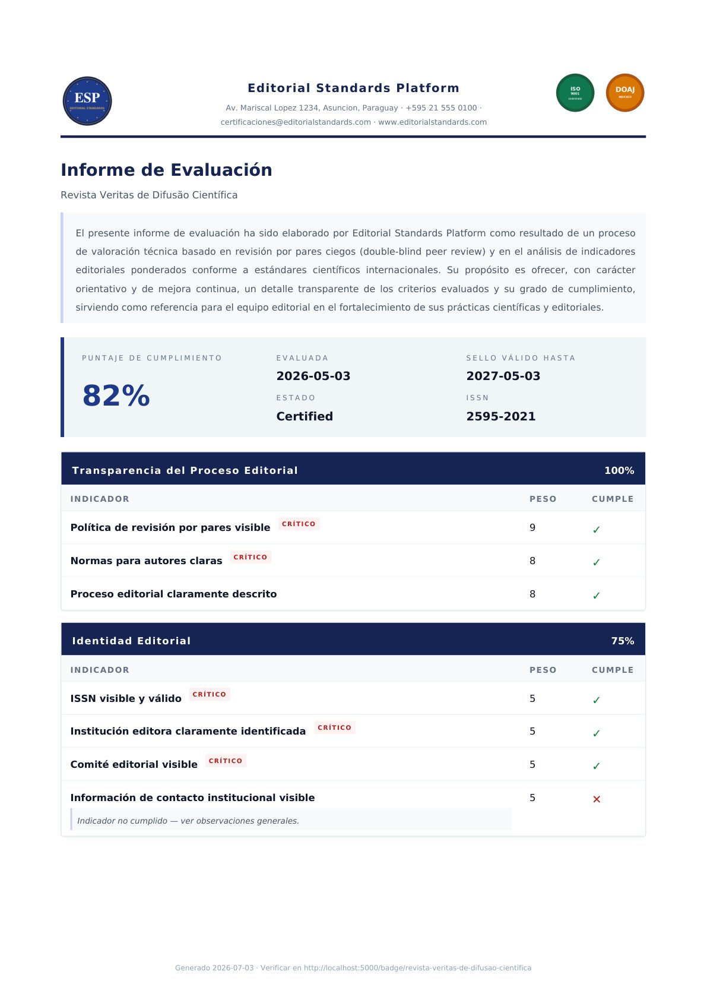 ESP
EDITORIAL STANDARDS
Editorial Standards Platform
Av. Mariscal Lopez 1234, Asuncion, Paraguay · +595 21 555 0100 ·
certificaciones@editorialstandards.com · www.editorialstandards.com
ISO
9001
CERTIFIED
DOAJ
INDEXED
Informe de Evaluación
Revista Veritas de Difusão Científica
El presente informe de evaluación ha sido elaborado por Editorial Standards Platform como resultado de un proceso
de valoración técnica basado en revisión por pares ciegos (double-blind peer review) y en el análisis de indicadores
editoriales ponderados conforme a estándares científicos internacionales. Su propósito es ofrecer, con carácter
orientativo y de mejora continua, un detalle transparente de los criterios evaluados y su grado de cumplimiento,
sirviendo como referencia para el equipo editorial en el fortalecimiento de sus prácticas científicas y editoriales.
PUNTAJE DE CUMPLIMIENTO
82%
EVALUADA
2026-05-03
ESTADO
Certified
SELLO VÁLIDO HASTA
2027-05-03
ISSN
2595-2021
Transparencia del Proceso Editorial 100%
INDICADOR PESO CUMPLE
Política de revisión por pares visible CRÍTICO 9 ✓
Normas para autores claras CRÍTICO 8 ✓
Proceso editorial claramente descrito 8 ✓
Identidad Editorial 75%
INDICADOR PESO CUMPLE
ISSN visible y válido CRÍTICO 5 ✓
Institución editora claramente identificada CRÍTICO 5 ✓
Comité editorial visible CRÍTICO 5 ✓
Información de contacto institucional visible 5 ✕
Indicador no cumplido — ver observaciones generales.
Generado 2026-07-03 · Verificar en http://localhost:5000/badge/revista-veritas-de-difusao-cientifica